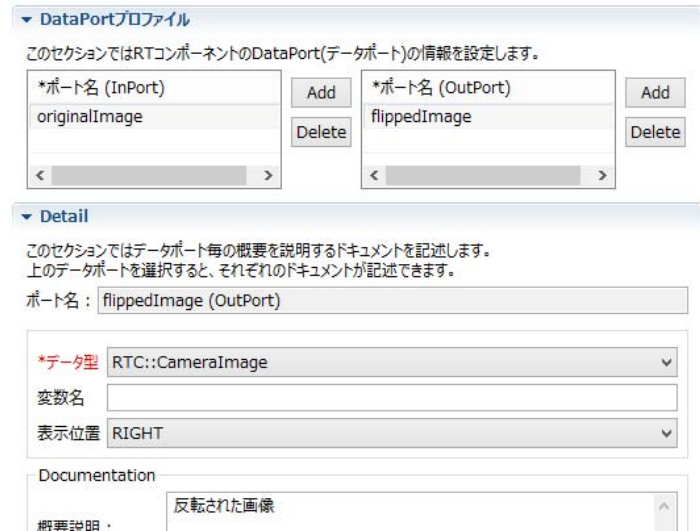 DataPortプロファイル
このセクションではRTコンポーネントのDataPort(データポート)の情報を設定します。
*ポート名 (InPort)
Add
*ポート名 (OutPort)
Add
originalImage
Delete
flippedImage
Delete
Detail
このセクションではデータポート毎の概要を説明するドキュメントを記述します。
上のデータポートを選択すると、それぞれのドキュメントが記述できます。
ポート名： flippedImage (OutPort)
*データ型 RTC::CameraImage
変数名
表示位置 RIGHT
Documentation
反転された画像
概要説明：